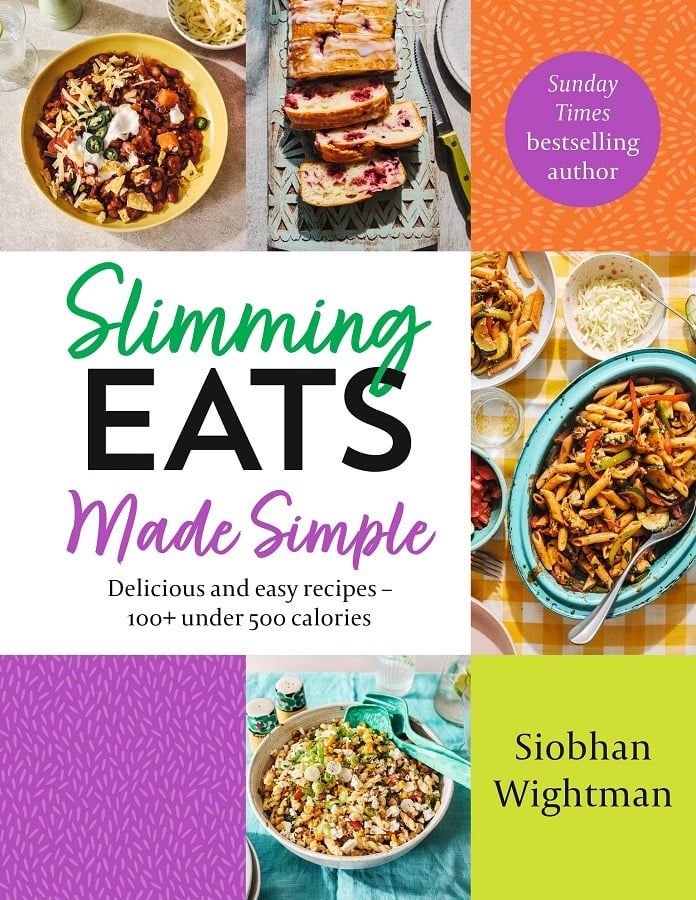 Sunday
Times
bestselling
author
Slimming
EATS
Made Simple
Delicious and easy recipes –
100+ under 500 calories
Siobhan
Wightman